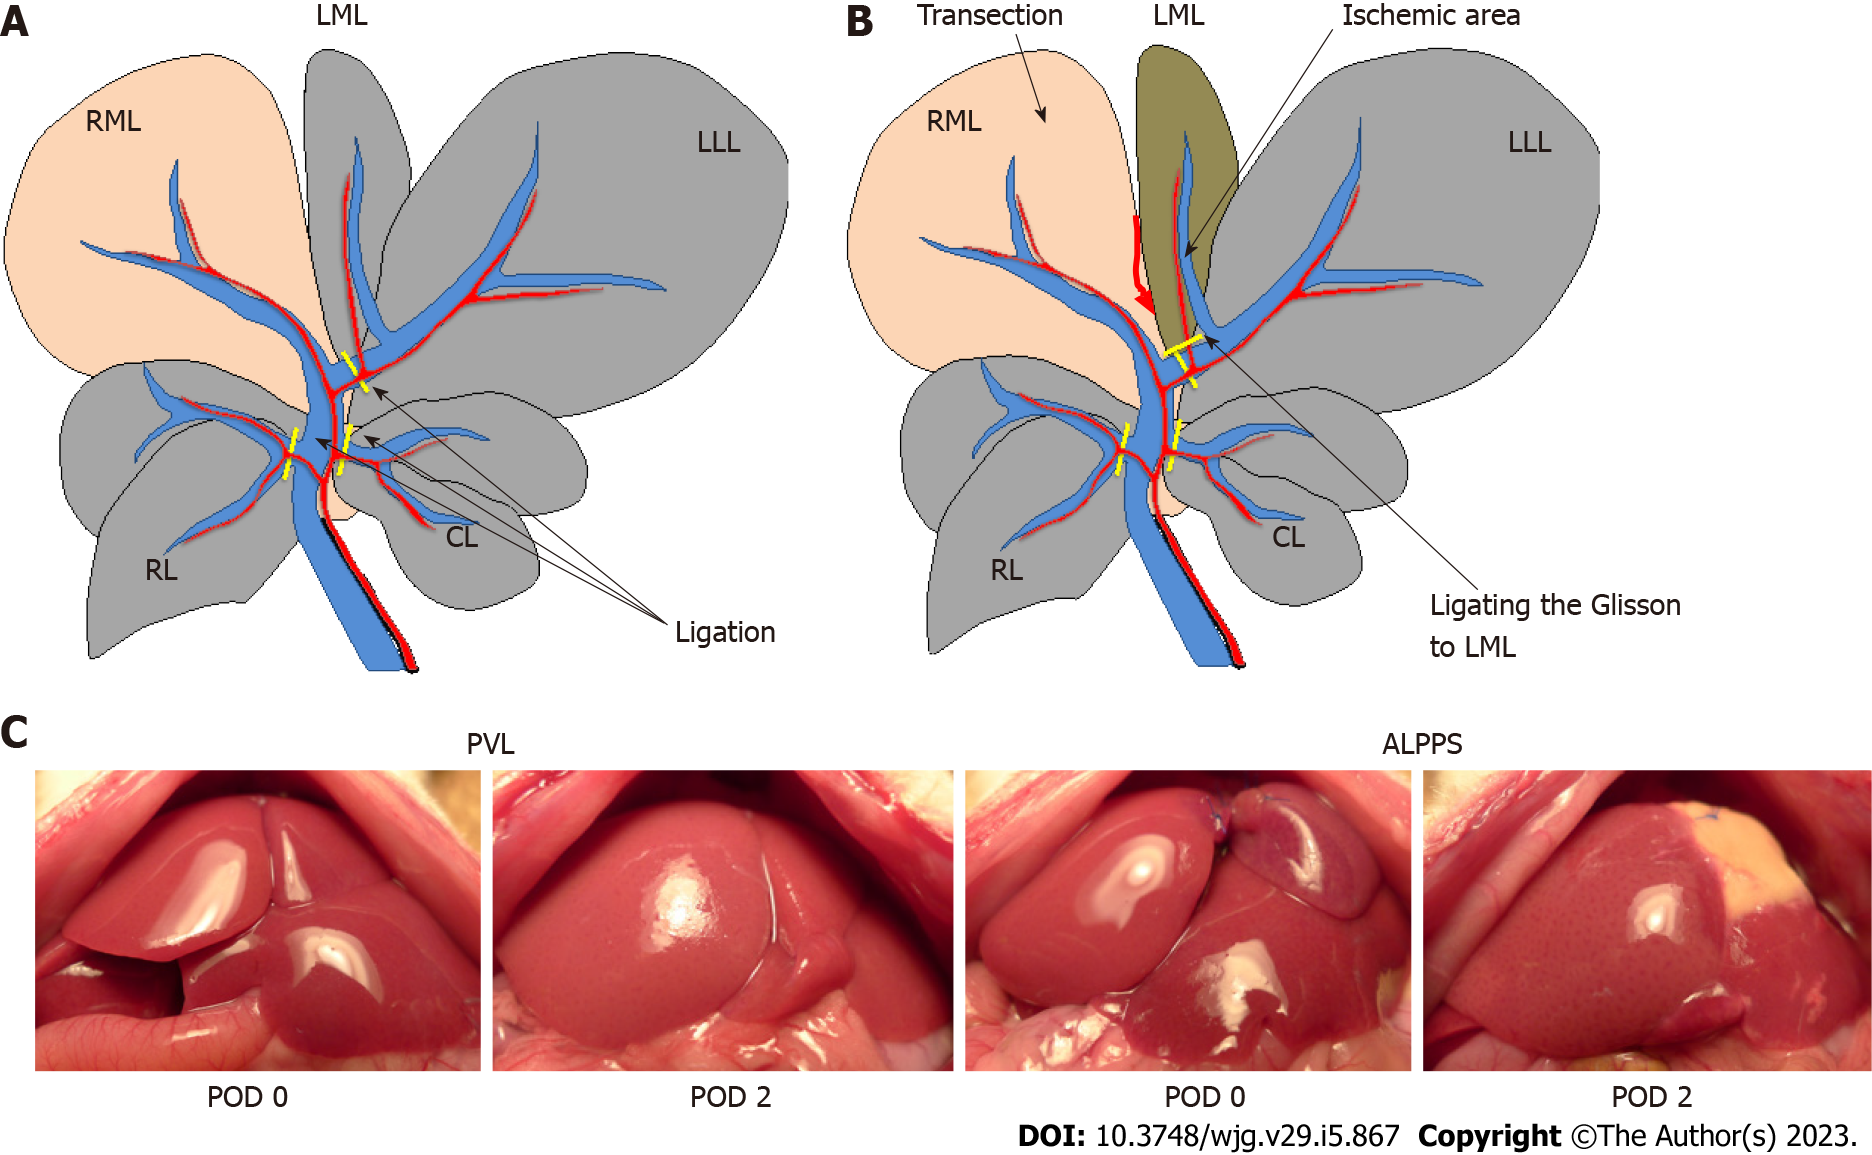 A
LML
RML
LLL
RL
CL
Ligation
B
Transection
LML
Ischemic area
RML
LLL
RL
CL
Ligating the Glisson
to LML
C
PVL
ALPPS
POD 0
POD 2
POD 0
POD 2
DOI: 10.3748/wjg.v29.i5.867 Copyright ©The Author(s) 2023.